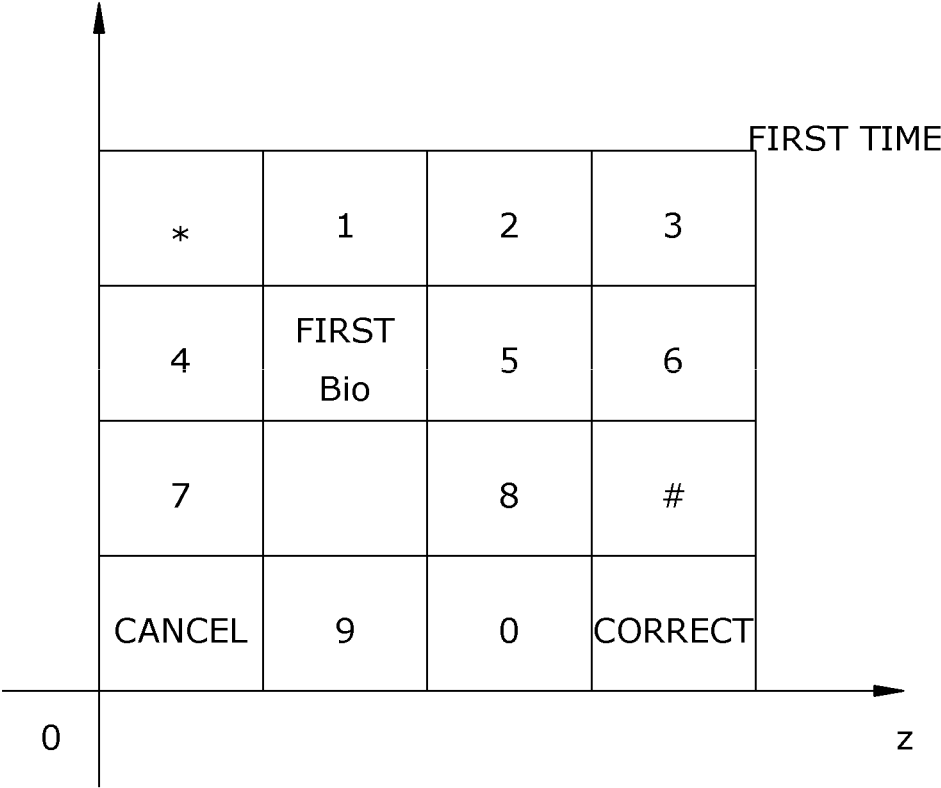 FIRST TIME
* 1 2 3
4 FIRST Bio 5 6
7 8 #
CANCEL 9 0 CORRECT
0 z